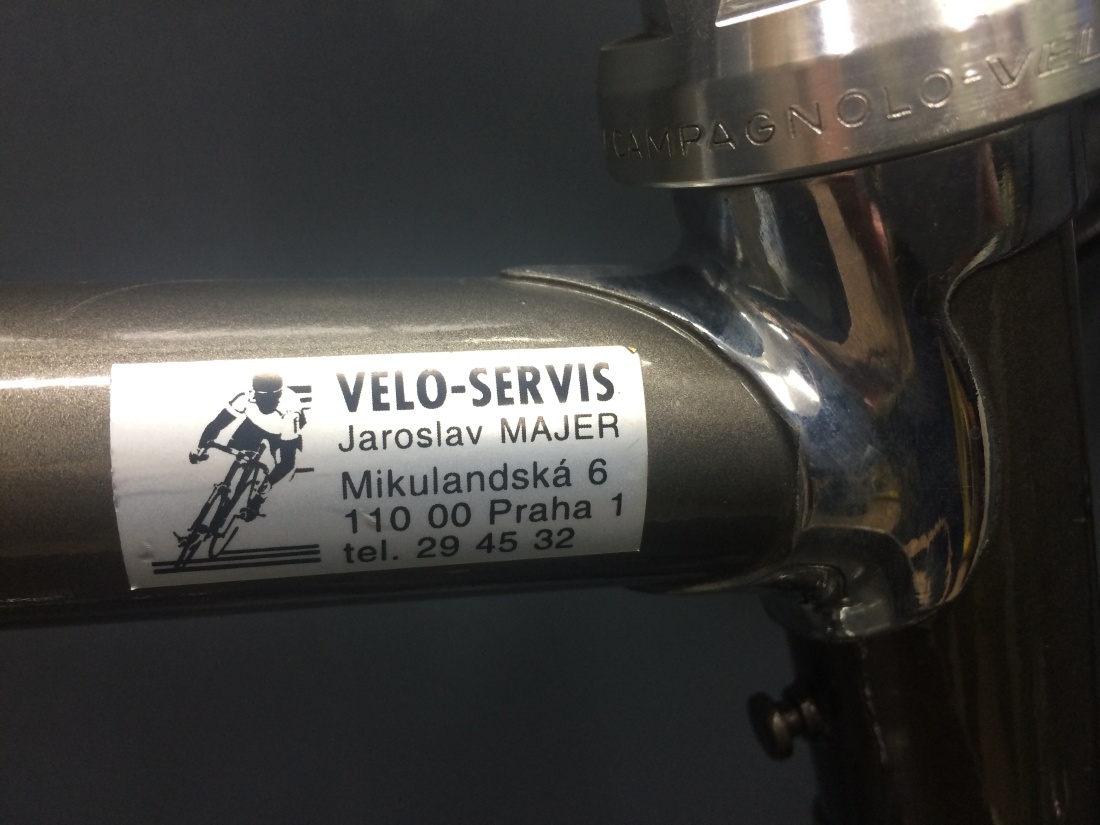 CAMPAGNOLO-VEL
VELO-SERVIS
Jaroslav MAJER
Mikulandská 6
110 00 Praha 1
tel. 29 45 32